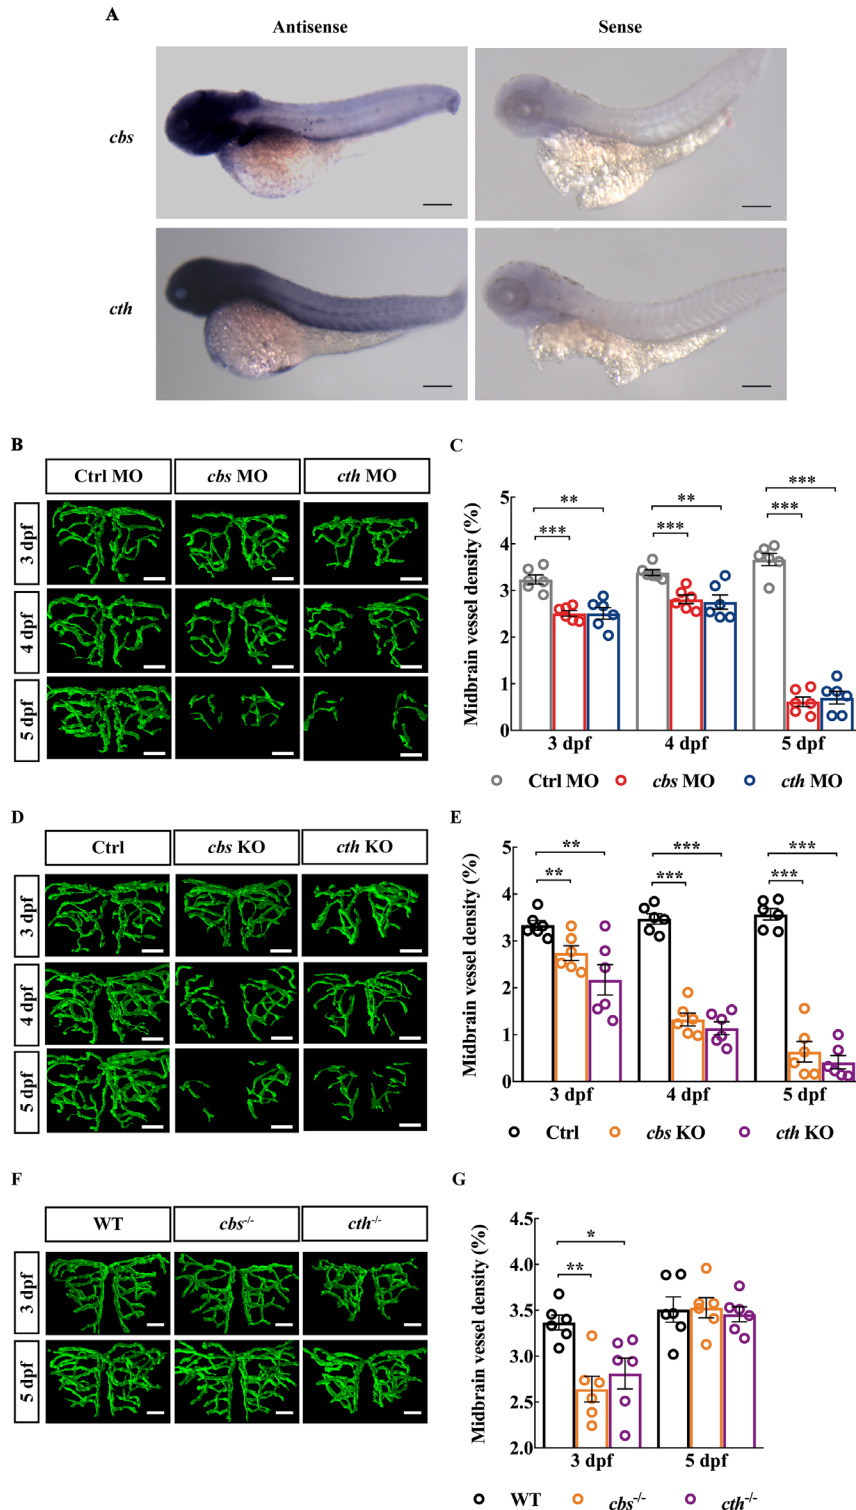 A
Antisense
Sense
cbs
cth
B
Ctrl MO
cbs MO
cth MO
3 dpf
4 dpf
5 dpf
C
Midbrain vessel density (%)
5
4
3
2
1
0
**
***
**
***
***
***
3 dpf
4 dpf
5 dpf
Ctrl MO
cbs MO
cth MO
D
Ctrl
cbs KO
cth KO
3 dpf
4 dpf
5 dpf
E
Midbrain vessel density (%)
5
4
3
2
1
0
**
**
***
***
***
***
3 dpf
4 dpf
5 dpf
Ctrl
cbs KO
cth KO
F
WT
cbs-/-
cth-/-
3 dpf
5 dpf
G
Midbrain vessel density (%)
4.5
4.0
3.5
3.0
2.5
2.0
*
**
3 dpf
5 dpf
WT
cbs-/-
cth-/-